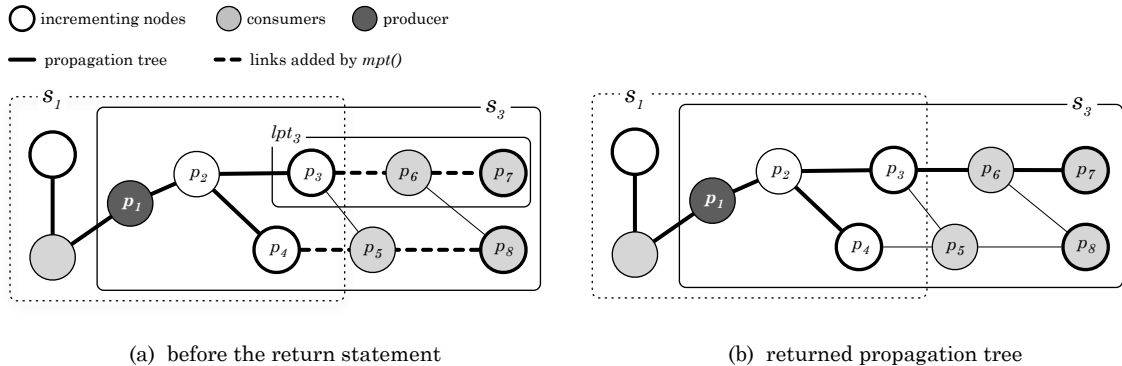 incrementing nodes consumers producer
propagation tree links added by mpt()
s1 s3 s1 s3
lpt3
p1 p2 p3 p6 p7 p1 p2 p3 p6 p7
p4 p5 p8 p4 p5 p8
(a) before the return statement (b) returned propagation tree